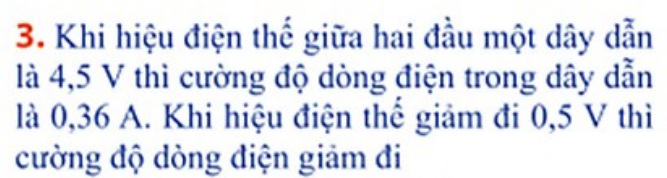 3. Khi hiệu điện thế giữa hai đầu một dây dẫn
là 4,5 V thì cường độ dòng điện trong dây dẫn
là 0,36 A. Khi hiệu điện thế giảm đi 0,5 V thì
cường độ dòng điện giảm đi